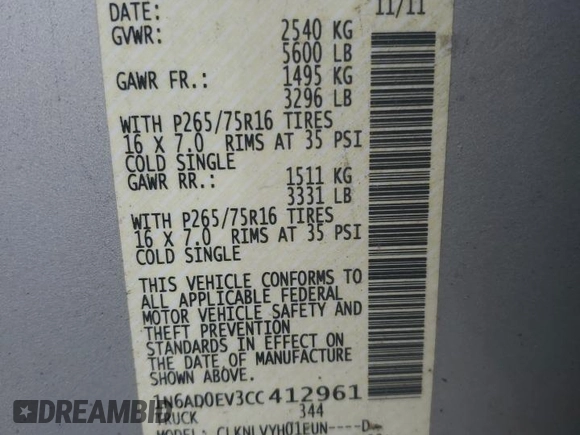 DATE: 11/11
GVWR: 2540 KG
5600 LB
GAWR FR.: 1495 KG
3296 LB
WITH P265/75R16 TIRES
16 X 7.0 RIMS AT 35 PSI
COLD SINGLE
GAWR RR.: 1511 KG
3331 LB
WITH P265/75R16 TIRES
16 X 7.0 RIMS AT 35 PSI
COLD SINGLE
THIS VEHICLE CONFORMS TO
ALL APPLICABLE FEDERAL
MOTOR VEHICLE SAFETY AND
THEFT PREVENTION
STANDARDS IN EFFECT ON
THE DATE OF MANUFACTURE
SHOWN ABOVE.
1N6AD0EV3CC412961
TRUCK 344
MODEL: CLKNLVYH01EUN----D
DREAMBID.COM